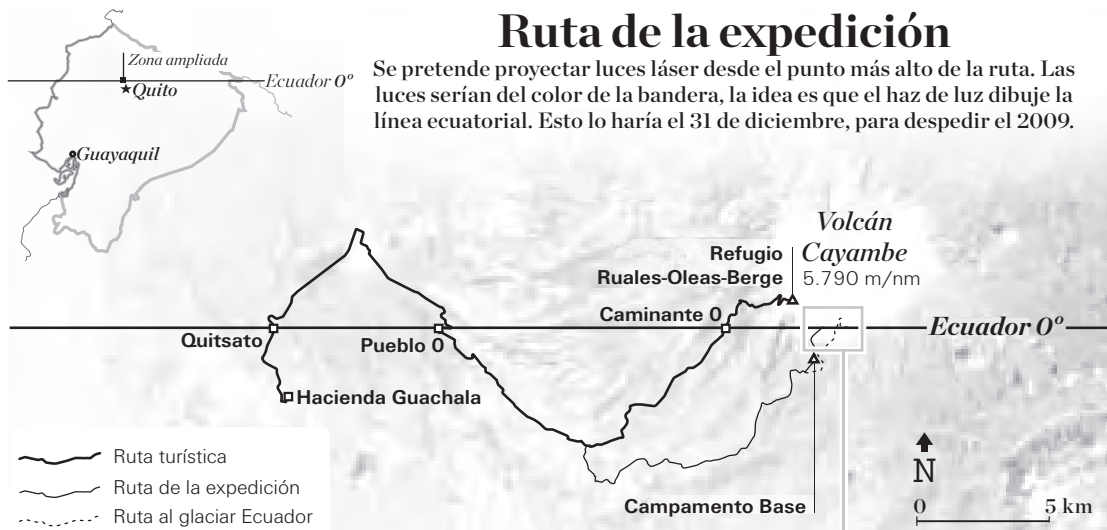 Ruta de la expedición
Se pretende proyectar luces láser desde el punto más alto de la ruta. Las
luces serían del color de la bandera, la idea es que el haz de luz dibuje la
línea ecuatorial. Esto lo haría el 31 de diciembre, para despedir el 2009.
Zona ampliada
Ecuador 0º
Quito
Guayaquil
Volcán
Cayambe
5.790 m/nm
Refugio
Ruales-Oleas-Berge
Caminante 0
Ecuador 0º
Quitsato
Pueblo 0
Hacienda Guachala
Ruta turística
Ruta de la expedición
Ruta al glaciar Ecuador
Campamento Base
N
0 5 km